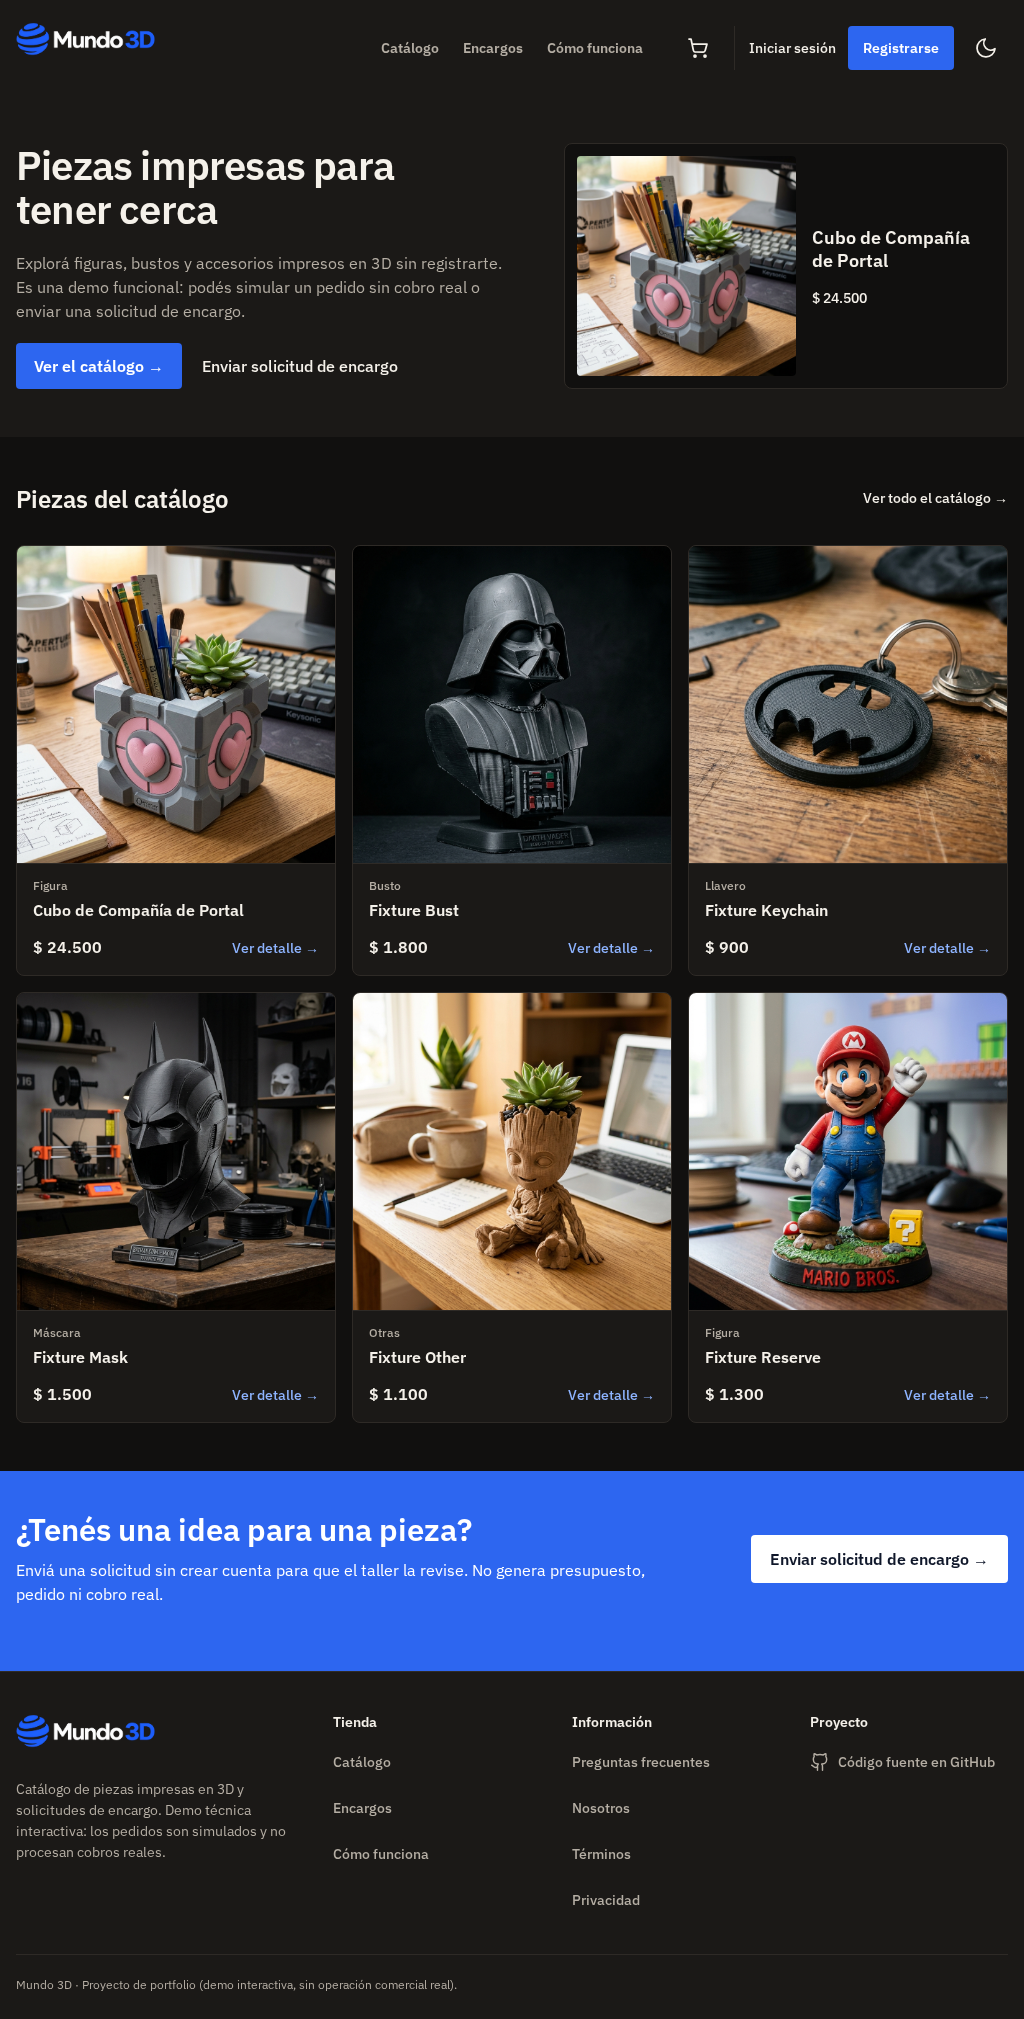 Mundo 3D
Catálogo
Encargos
Cómo funciona
Iniciar sesión
Registrarse
Piezas impresas para
tener cerca
Explorá figuras, bustos y accesorios impresos en 3D sin registrarte.
Es una demo funcional: podés simular un pedido sin cobro real o
enviar una solicitud de encargo.
Ver el catálogo →
Enviar solicitud de encargo
Cubo de Compañía
de Portal
$ 24.500
Piezas del catálogo
Ver todo el catálogo →
Keysonic
Figura
Cubo de Compañía de Portal
$ 24.500
Ver detalle →
Busto
Fixture Bust
$ 1.800
Ver detalle →
Llavero
Fixture Keychain
$ 900
Ver detalle →
Máscara
Fixture Mask
$ 1.500
Ver detalle →
Otras
Fixture Other
$ 1.100
Ver detalle →
M
?
MARIO BROS.
Figura
Fixture Reserve
$ 1.300
Ver detalle →
¿Tenés una idea para una pieza?
Enviá una solicitud sin crear cuenta para que el taller la revise. No genera presupuesto,
pedido ni cobro real.
Enviar solicitud de encargo →
Mundo 3D
Catálogo de piezas impresas en 3D y
solicitudes de encargo. Demo técnica
interactiva: los pedidos son simulados y no
procesan cobros reales.
Tienda
Catálogo
Encargos
Cómo funciona
Información
Preguntas frecuentes
Nosotros
Términos
Privacidad
Proyecto
Código fuente en GitHub
Mundo 3D · Proyecto de portfolio (demo interactiva, sin operación comercial real).